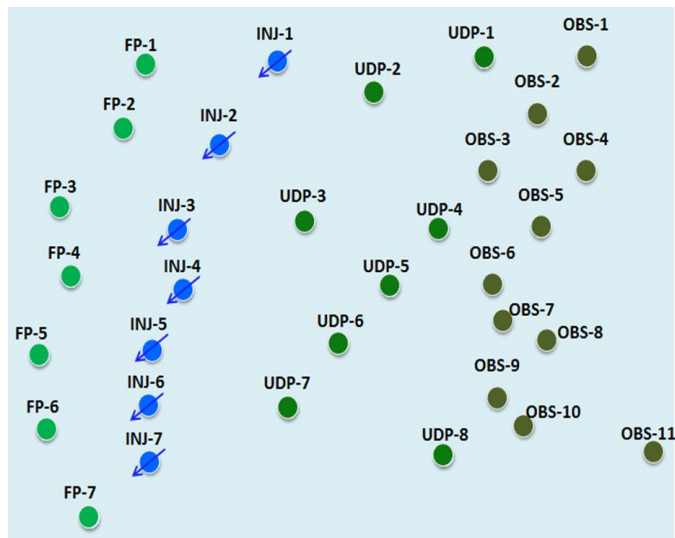 FP-1
INJ-1
UDP-1
OBS-1
UDP-2
OBS-2
FP-2
INJ-2
OBS-3
OBS-4
FP-3
INJ-3
UDP-3
UDP-4
OBS-5
FP-4
INJ-4
UDP-5
OBS-6
OBS-7
FP-5
INJ-5
UDP-6
OBS-8
INJ-6
UDP-7
OBS-9
FP-6
OBS-10
INJ-7
UDP-8
OBS-11
FP-7